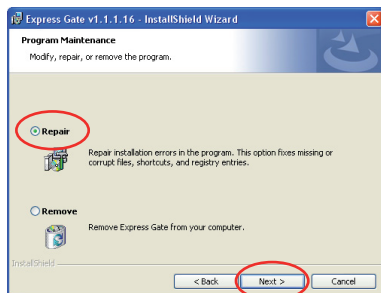 Express Gate v1.1.1.16 - InstallShield Wizard
Program Maintenance
Modify, repair, or remove the program.
Repair
Repair installation errors in the program. This option fixes missing or
corrupt files, shortcuts, and registry entries.
Remove
Remove Express Gate from your computer.
InstallShield
< Back
Next >
Cancel